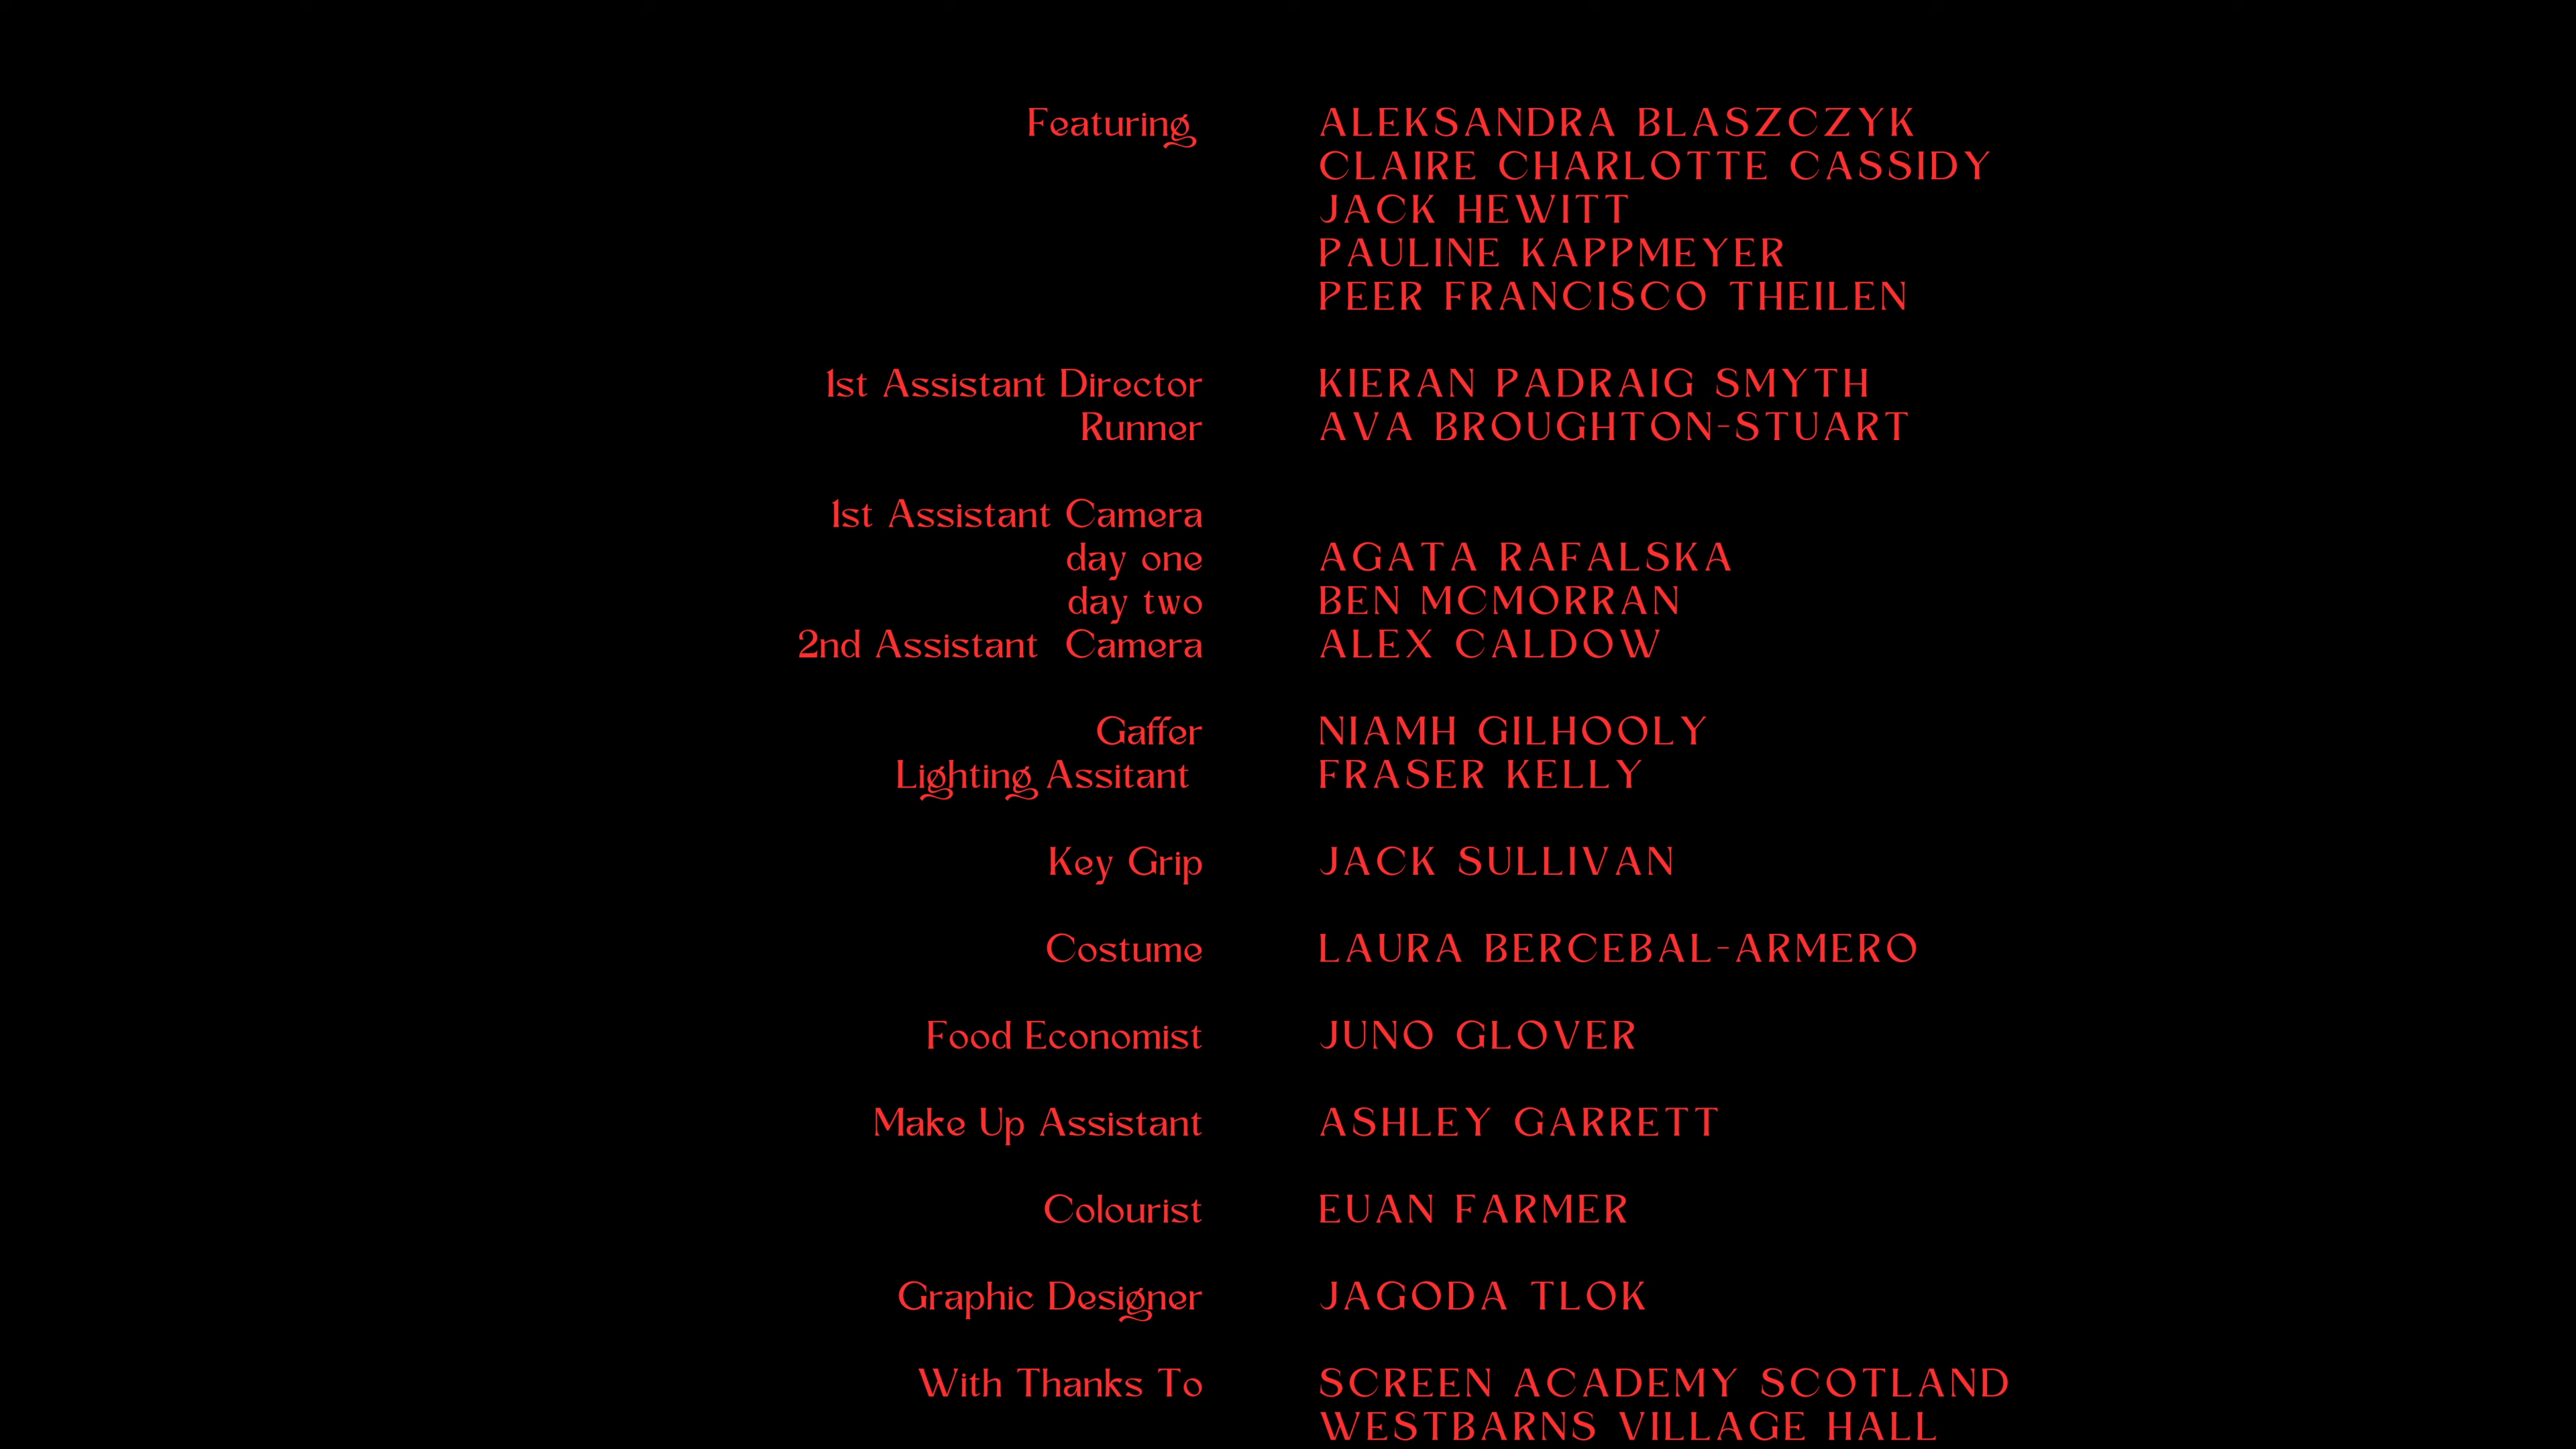 Featuring ALEKSANDRA BLASZCZYK
CLAIRE CHARLOTTE CASSIDY
JACK HEWITT
PAULINE KAPPMEYER
PEER FRANCISCO THEILEN
1st Assistant Director KIERAN PADRAIG SMYTH
Runner AVA BROUGHTON-STUART
1st Assistant Camera
day one AGATA RAFALSKA
day two BEN MCMORRAN
2nd Assistant Camera ALEX CALDOW
Gaffer NIAMH GILHOOLY
Lighting Assitant FRASER KELLY
Key Grip JACK SULLIVAN
Costume LAURA BERCEBAL-ARMERO
Food Economist JUNO GLOVER
Make Up Assistant ASHLEY GARRETT
Colourist EUAN FARMER
Graphic Designer JAGODA TLOK
With Thanks To SCREEN ACADEMY SCOTLAND
WESTBARNS VILLAGE HALL